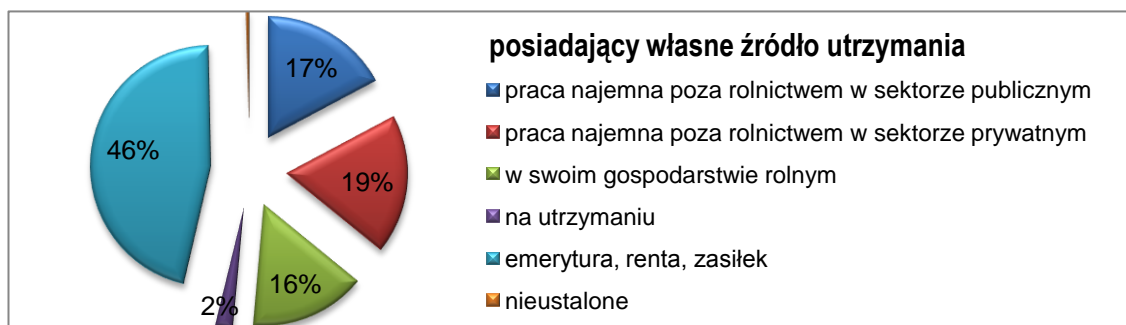 posiadający własne źródło utrzymania
17%
praca najemna poza rolnictwem w sektorze publicznym
praca najemna poza rolnictwem w sektorze prywatnym
46%
19%
w swoim gospodarstwie rolnym
na utrzymaniu
emerytura, renta, zasiłek
16%
2%
nieustalone